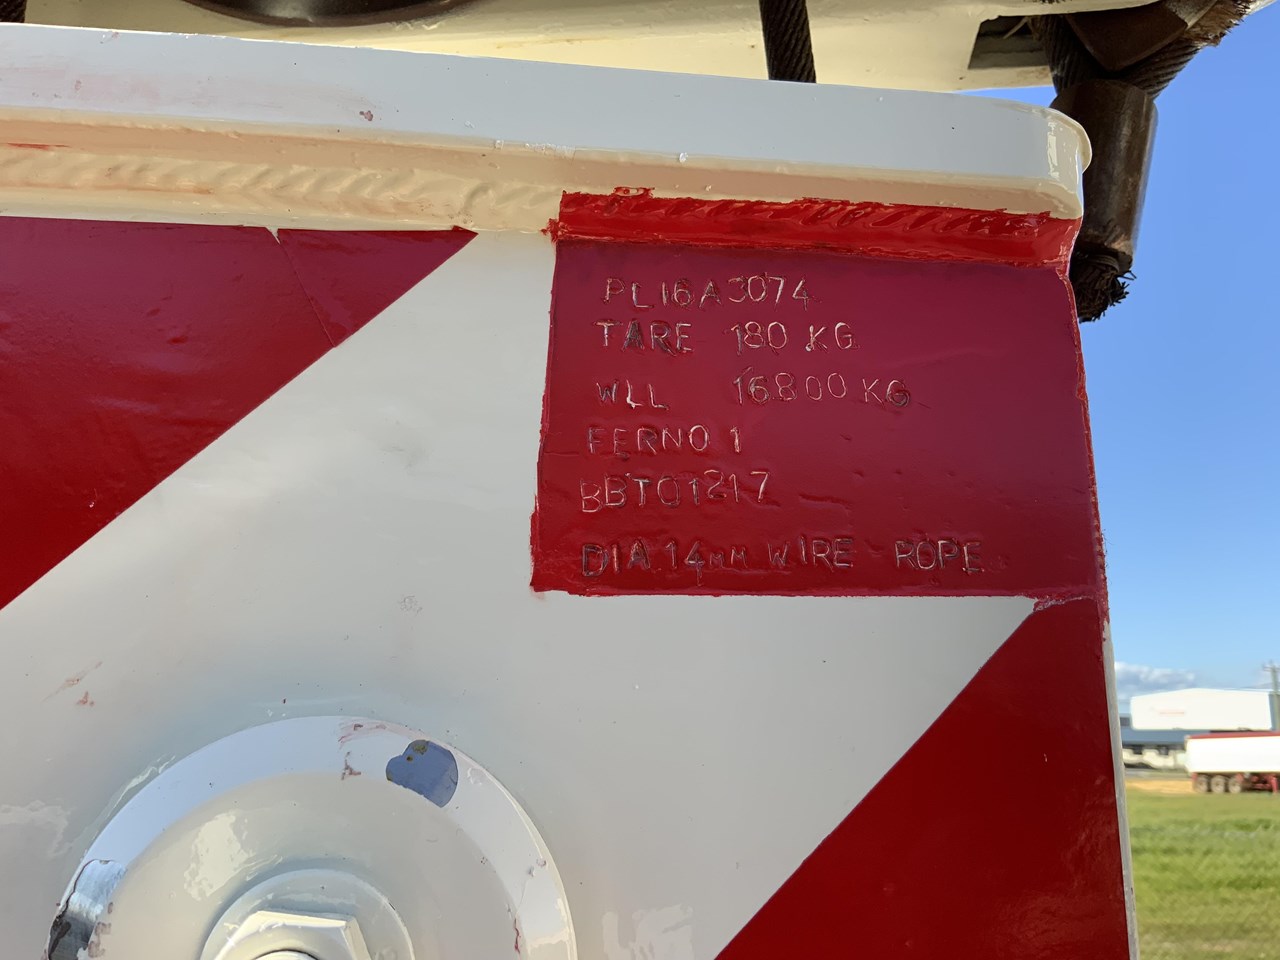 PL16A3074
TARE 180 KG
WLL 16800 KG
FERNO 1
BBT01217
DIA 14MM WIRE ROPE